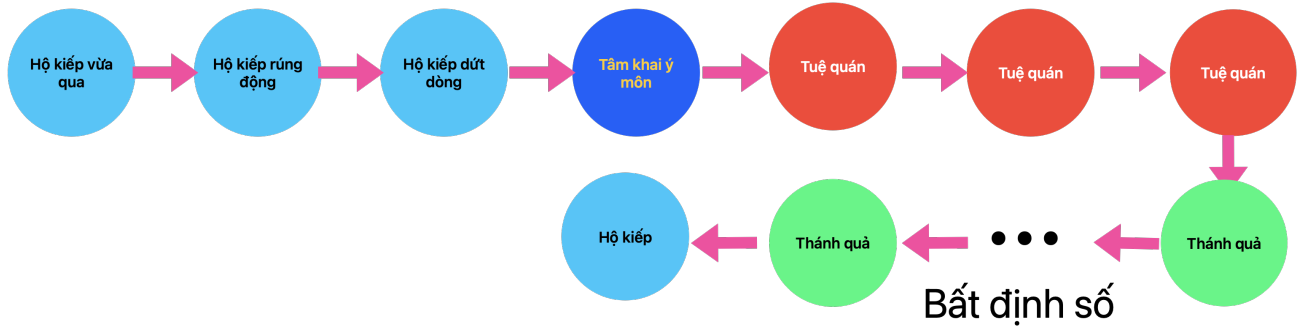 Hộ kiếp vừa
qua
Hộ kiếp rúng
động
Hộ kiếp dứt
dòng
Tâm khai ý
môn
Tuệ quán
Tuệ quán
Tuệ quán
Thánh quả
•••
Thánh quả
Hộ kiếp
Bất định số